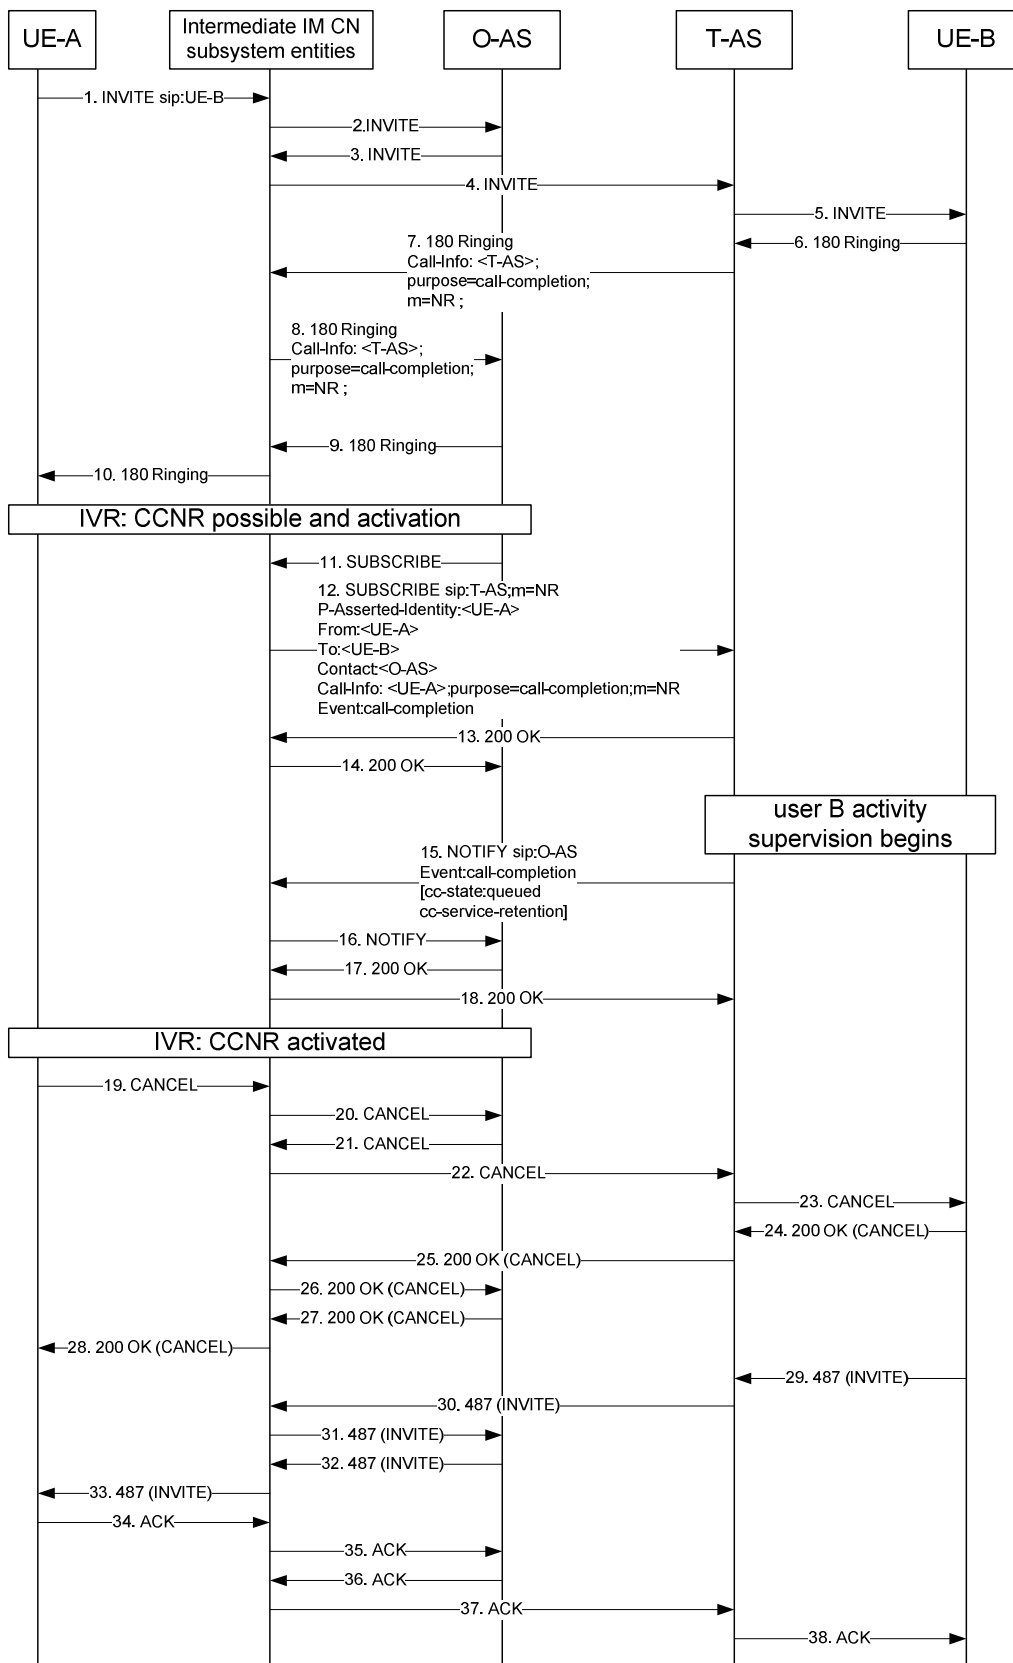 UE-A
Intermediate IM CN
subsystem entities
O-AS
T-AS
UE-B
1. INVITE sip:UE-B
2.INVITE
3. INVITE
4. INVITE
5. INVITE
6. 180 Ringing
7. 180 Ringing
Call-Info: <T-AS>;
purpose=call-completion;
m=NR ;
8. 180 Ringing
Call-Info: <T-AS>;
purpose=call-completion;
m=NR ;
9. 180 Ringing
10. 180 Ringing
IVR: CCNR possible and activation
11. SUBSCRIBE
12. SUBSCRIBE sip:T-AS;m=NR
P-Asserted-Identity:<UE-A>
From:<UE-A>
To:<UE-B>
Contact:<O-AS>
Call-Info: <UE-A>;purpose=call-completion;m=NR
Event:call-completion
13. 200 OK
14. 200 OK
user B activity
supervision begins
15. NOTIFY sip:O-AS
Event:call-completion
[cc-state:queued
cc-service-retention]
16. NOTIFY
17. 200 OK
18. 200 OK
IVR: CCNR activated
19. CANCEL
20. CANCEL
21. CANCEL
22. CANCEL
23. CANCEL
24. 200 OK (CANCEL)
25. 200 OK (CANCEL)
26. 200 OK (CANCEL)
27. 200 OK (CANCEL)
28. 200 OK (CANCEL)
29. 487 (INVITE)
30. 487 (INVITE)
31. 487 (INVITE)
32. 487 (INVITE)
33. 487 (INVITE)
34. ACK
35. ACK
36. ACK
37. ACK
38. ACK